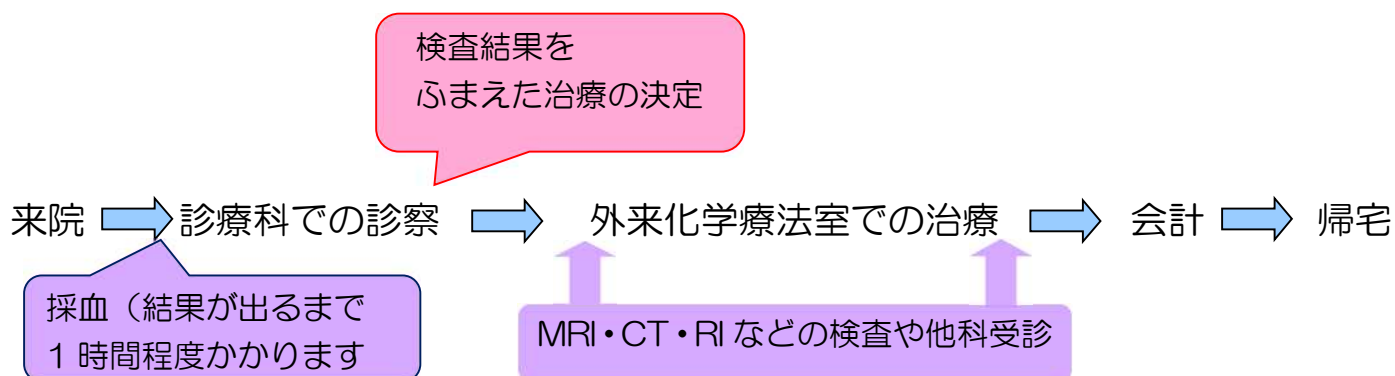 検査結果を
ふまえた治療の決定
来院 診療科での診察 外来化学療法室での治療 会計 帰宅
採血（結果が出るまで
1時間程度かかります
MRI・CT・RIなどの検査や他科受診